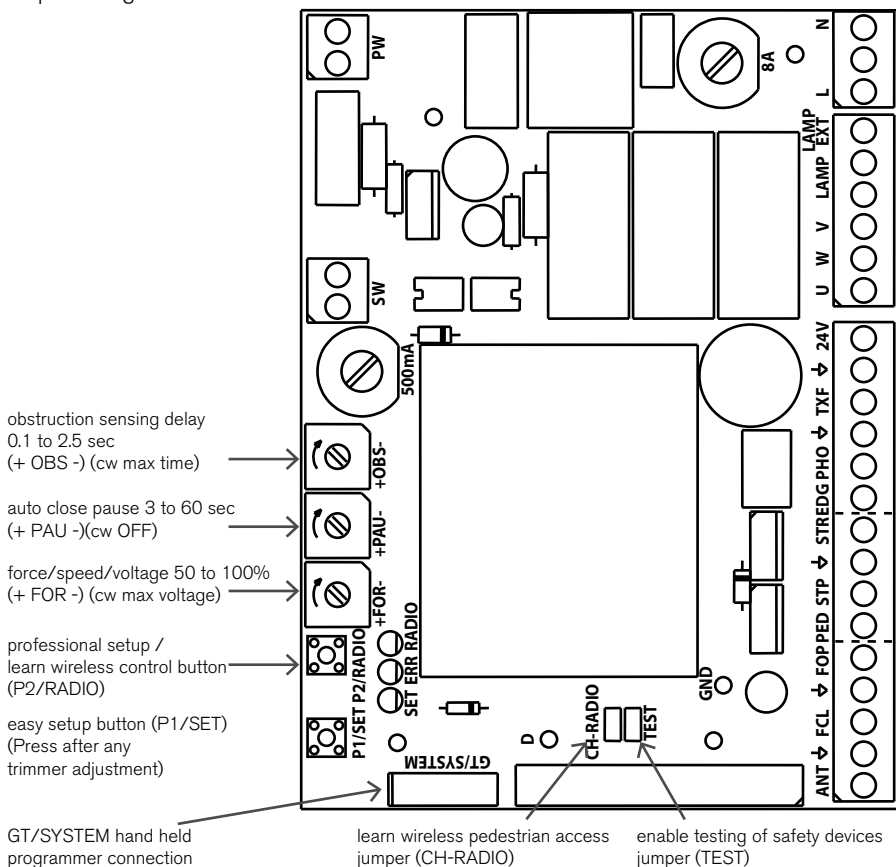 PW
8A
N
L
LAMP EXT
LAMP
V
W
U
SW
500mA
24V
TXF
PHO
EDG
STR
STP
PED
FOP
FCL
ANT
obstruction sensing delay
0.1 to 2.5 sec
(+ OBS -) (cw max time)
+OBS-
auto close pause 3 to 60 sec
(+ PAU -)(cw OFF)
+PAU-
force/speed/voltage 50 to 100%
(+ FOR -) (cw max voltage)
+FOR-
professional setup /
learn wireless control button
(P2/RADIO)
P2/RADIO
SET ERR RADIO
easy setup button (P1/SET)
(Press after any
trimmer adjustment)
P1/SET
GT/SYSTEM
D
CH-RADIO
TEST
GND
GT/SYSTEM hand held
programmer connection
learn wireless pedestrian access
jumper (CH-RADIO)
enable testing of safety devices
jumper (TEST)